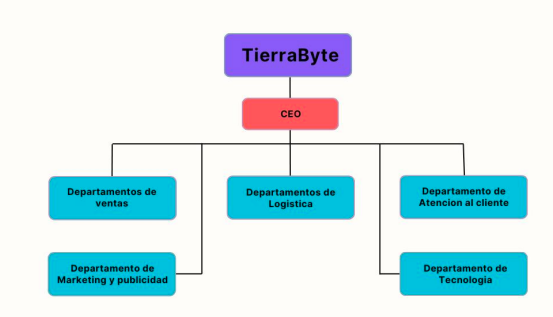 TierraByte
CEO
Departamentos de
ventas
Departamentos de
Logistica
Departamento de
Atencion al cliente
Departamento de
Marketing y publicidad
Departamento de
Tecnologia